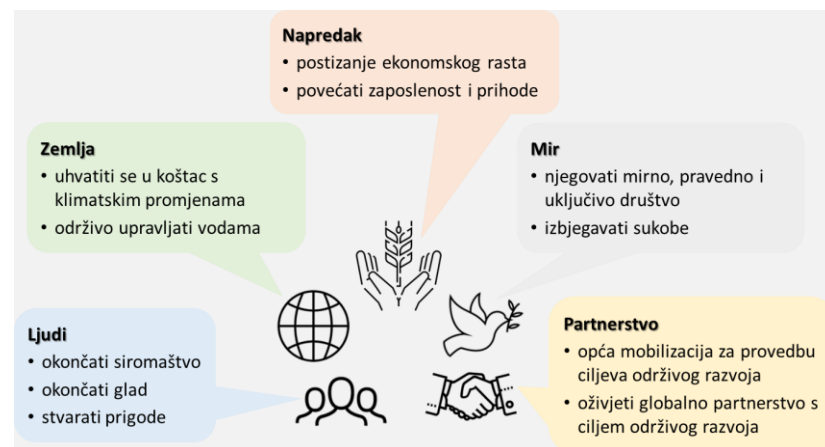 Napredak
• postizanje ekonomskog rasta
• povećati zaposlenost i prihode
Zemlja
• uhvatiti se u koštac s
klimatskim promjenama
• održivo upravljati vodama
Mir
• njegovati mirno, pravedno i
uključivo društvo
• izbjegavati sukobe
Ljudi
• okončati siromaštvo
• okončati glad
• stvarati prigode
Partnerstvo
• opća mobilizacija za provedbu
ciljeva održivog razvoja
• oživjeti globalno partnerstvo s
ciljem održivog razvoja